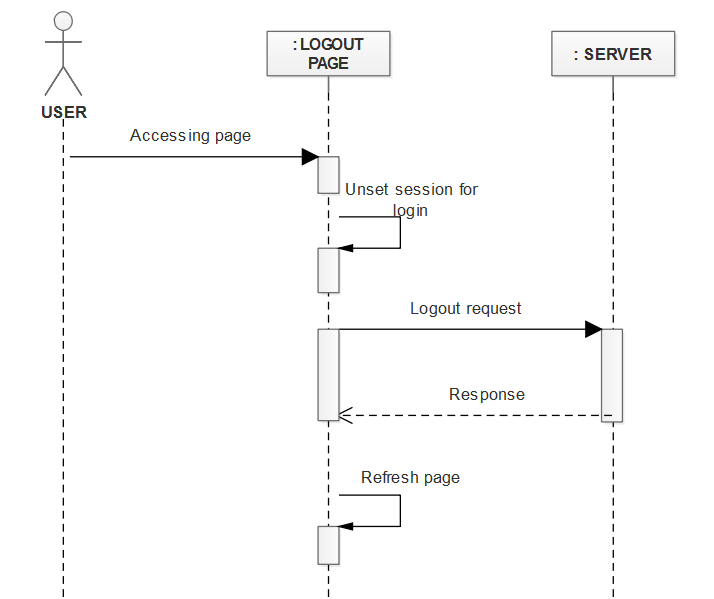 : LOGOUT
PAGE
: SERVER
USER
Accessing page
Unset session for
login
Logout request
Response
Refresh page